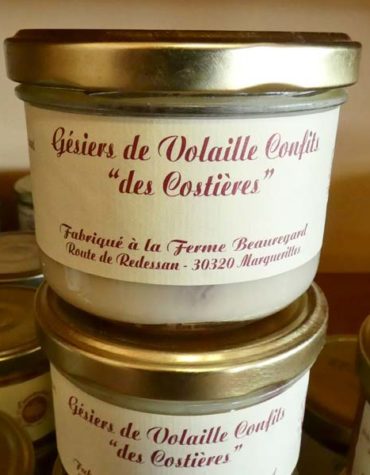 Gésiers de Volaille Confits
"des Costières"
Fabriqué à la Ferme Beauregard
Route de Redessan - 30320 Marguerittes
Gésiers de Volaille Confits
"des Costières"